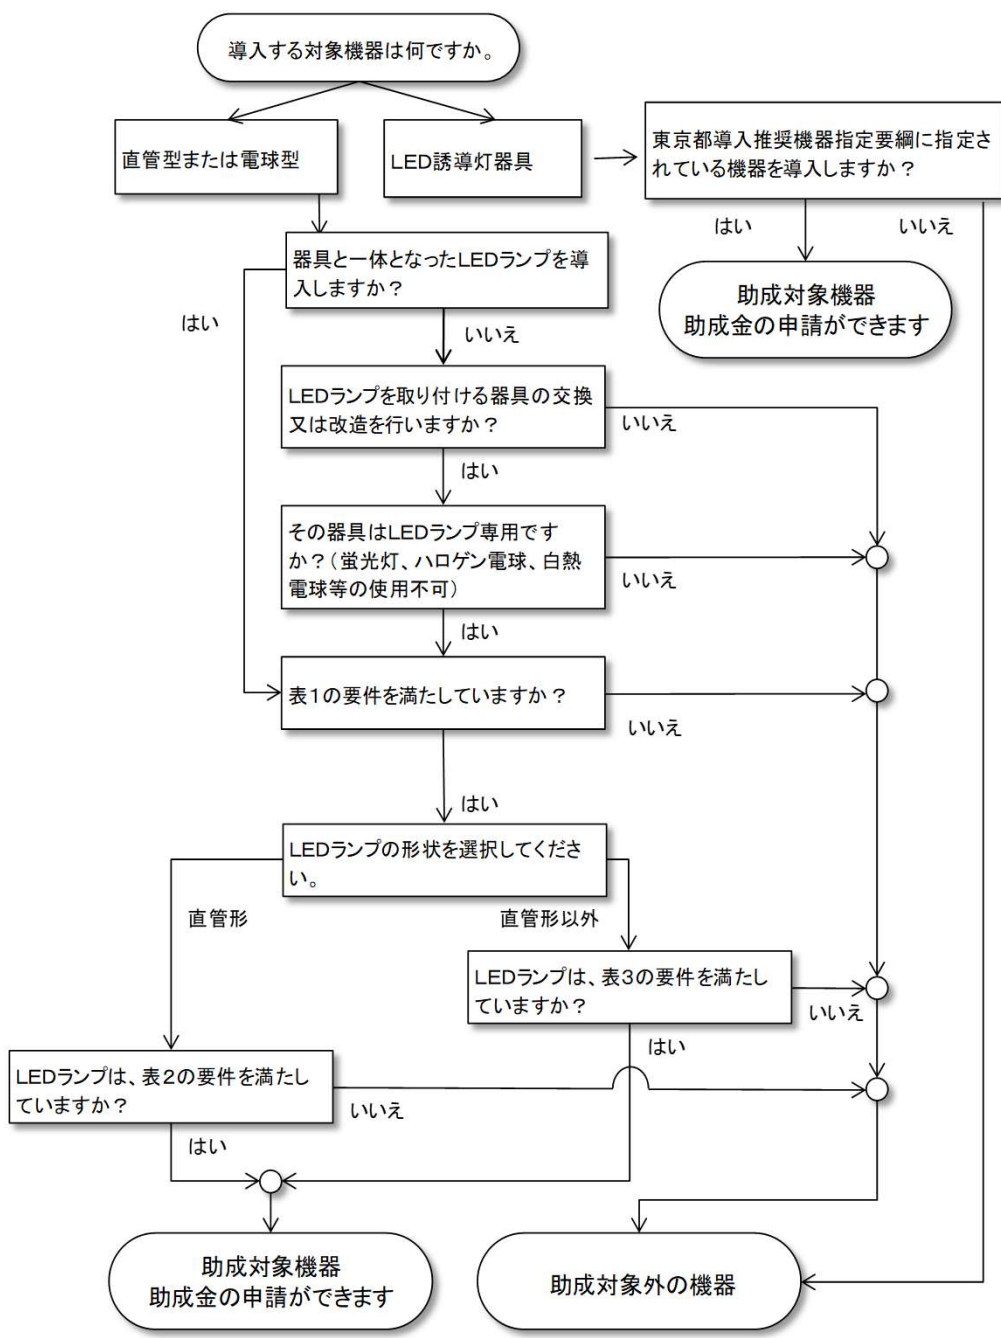 導入する対象機器は何ですか。
直管型または電球型
LED誘導灯器具
東京都導入推奨機器指定要綱に指定さ
れている機器を導入しますか？
はい
いいえ
助成対象機器
助成金の申請ができます
器具と一体となったLEDランプを導
入しますか？
はい
いいえ
LEDランプを取り付ける器具の交換
又は改造を行いますか？
いいえ
はい
その器具はLEDランプ専用です
か？（蛍光灯、ハロゲン電球、白熱
電球等の使用不可）
いいえ
はい
表１の要件を満たしていますか？
いいえ
はい
LEDランプの形状を選択してくださ
い。
直管形
直管形以外
LEDランプは、表３の要件を満たし
ていますか？
いいえ
はい
LEDランプは、表２の要件を満たし
ていますか？
いいえ
はい
助成対象機器
助成金の申請ができます
助成対象外の機器